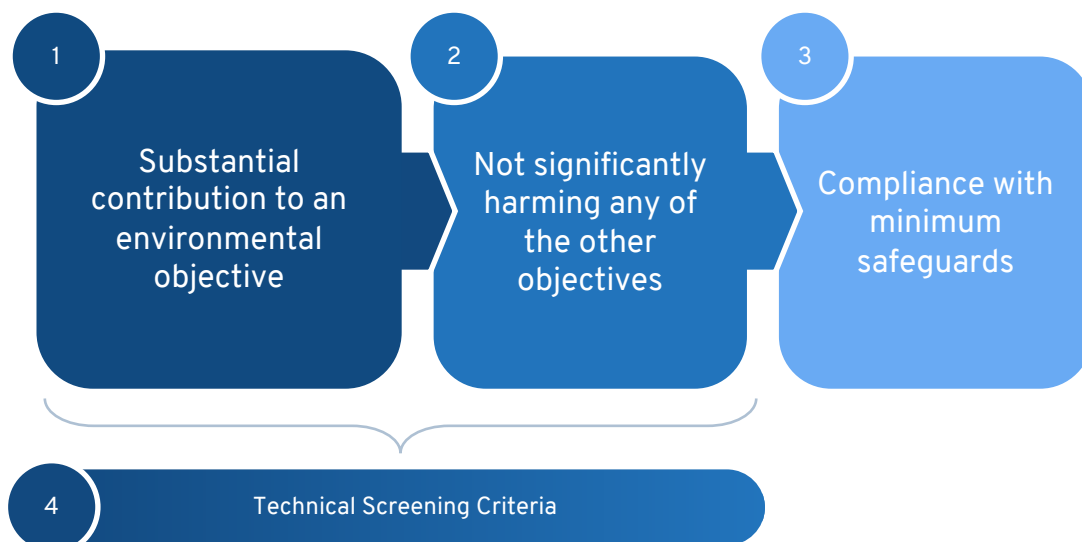 1
Substantial
contribution to an
environmental
objective
2
Not significantly
harming any of
the other
objectives
3
Compliance with
minimum
safeguards
4
Technical Screening Criteria